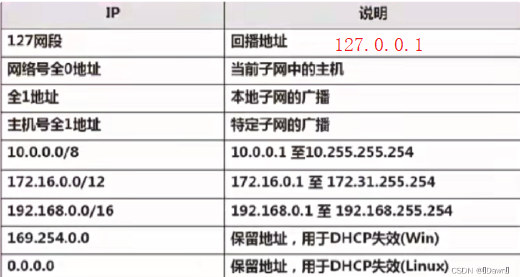 IP 说明
127网段 回播地址 127.0.0.1
网络号全0地址 当前子网中的主机
全1地址 本地子网的广播
主机号全1地址 特定子网的广播
10.0.0.0/8 10.0.0.1 至10.255.255.254
172.16.0.0/12 172.16.0.1 至 172.31.255.254
192.168.0.0/16 192.168.0.1 至 192.168.255.254
169.254.0.0 保留地址，用于DHCP失效(Win)
0.0.0.0 保留地址，用于DHCP失效(Linux)